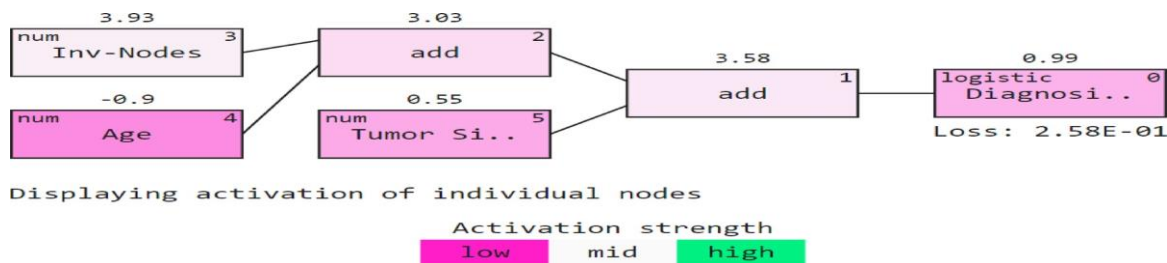 3.93
num 3
Inv-Nodes
3.03
2
add
3.58
1
add
0.99
logistic 0
Diagnosi..
Loss: 2.58E-01
-0.9
num 4
Age
0.55
num 5
Tumor Si..
Displaying activation of individual nodes
Activation strength
low mid high